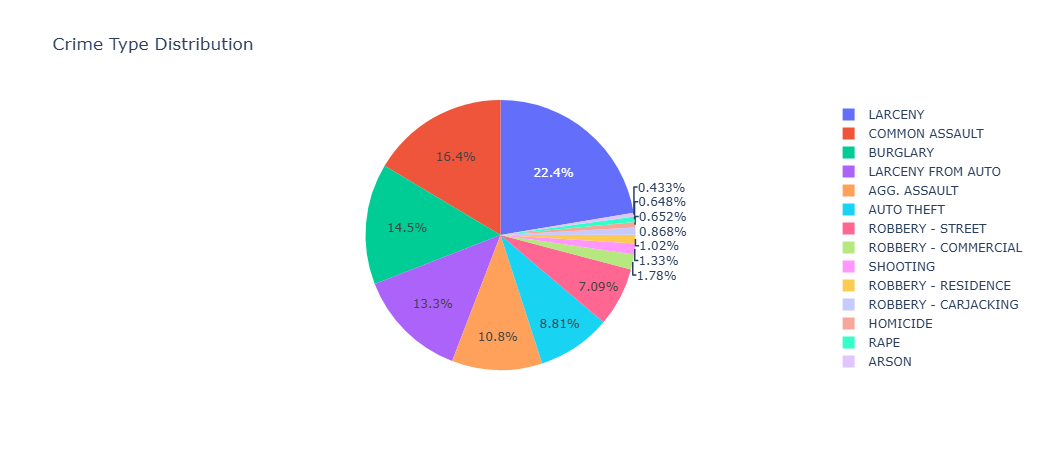 Crime Type Distribution
22.4%
16.4%
14.5%
13.3%
10.8%
8.81%
7.09%
0.433%
0.648%
0.652%
0.868%
1.02%
1.33%
1.78%
LARCENY
COMMON ASSAULT
BURGLARY
LARCENY FROM AUTO
AGG. ASSAULT
AUTO THEFT
ROBBERY - STREET
ROBBERY - COMMERCIAL
SHOOTING
ROBBERY - RESIDENCE
ROBBERY - CARJACKING
HOMICIDE
RAPE
ARSON